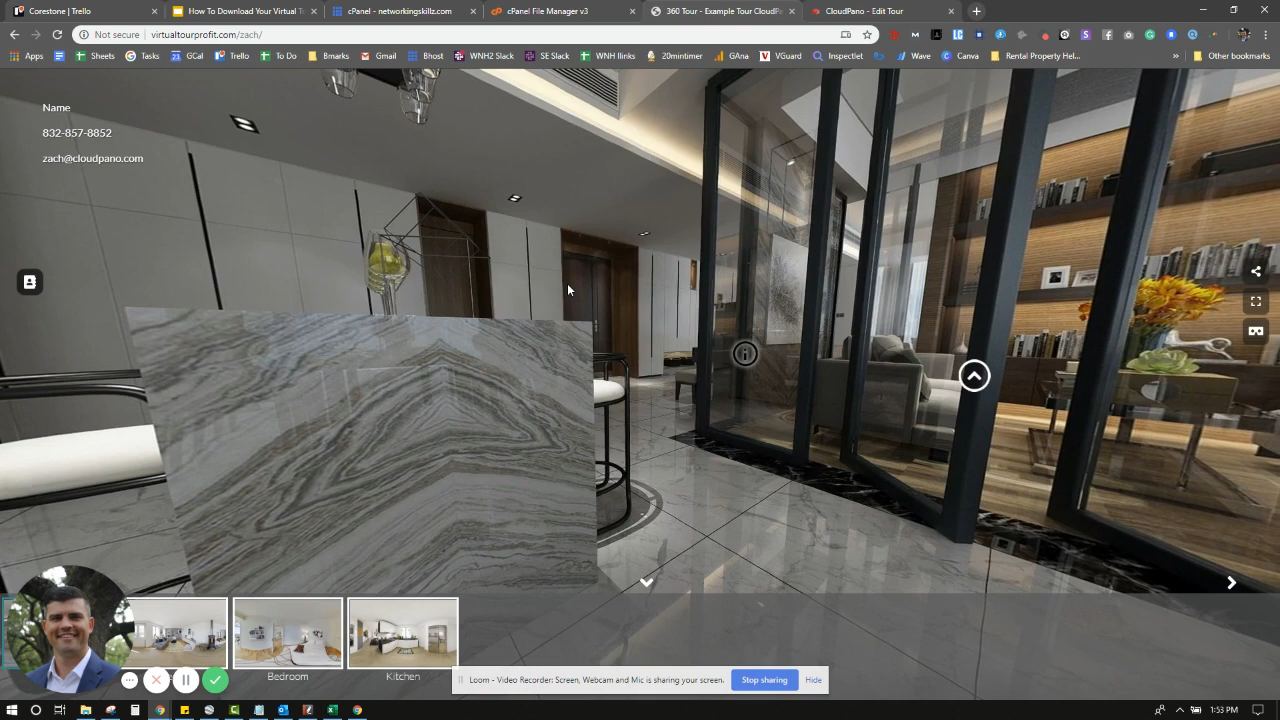 Corestone | Trello
How To Download Your Virtual T
cPanel - networkingskillz.com
cPanel File Manager v3
360 Tour - Example Tour CloudPa
CloudPano - Edit Tour
Not secure | virtualtourprofit.com/zach/
Apps
Sheets
Tasks
GCal
Trello
To Do
Bmarks
Gmail
Bhost
WNH2 Slack
SE Slack
WNH llinks
20mintimer
GAna
VGuard
Inspectlet
Wave
Canva
Rental Property Hel...
»
Other bookmarks
Name
832-857-8852
zach@cloudpano.com
Bedroom
Kitchen
Loom - Video Recorder: Screen, Webcam and Mic is sharing your screen.
Stop sharing
Hide
1:53 PM